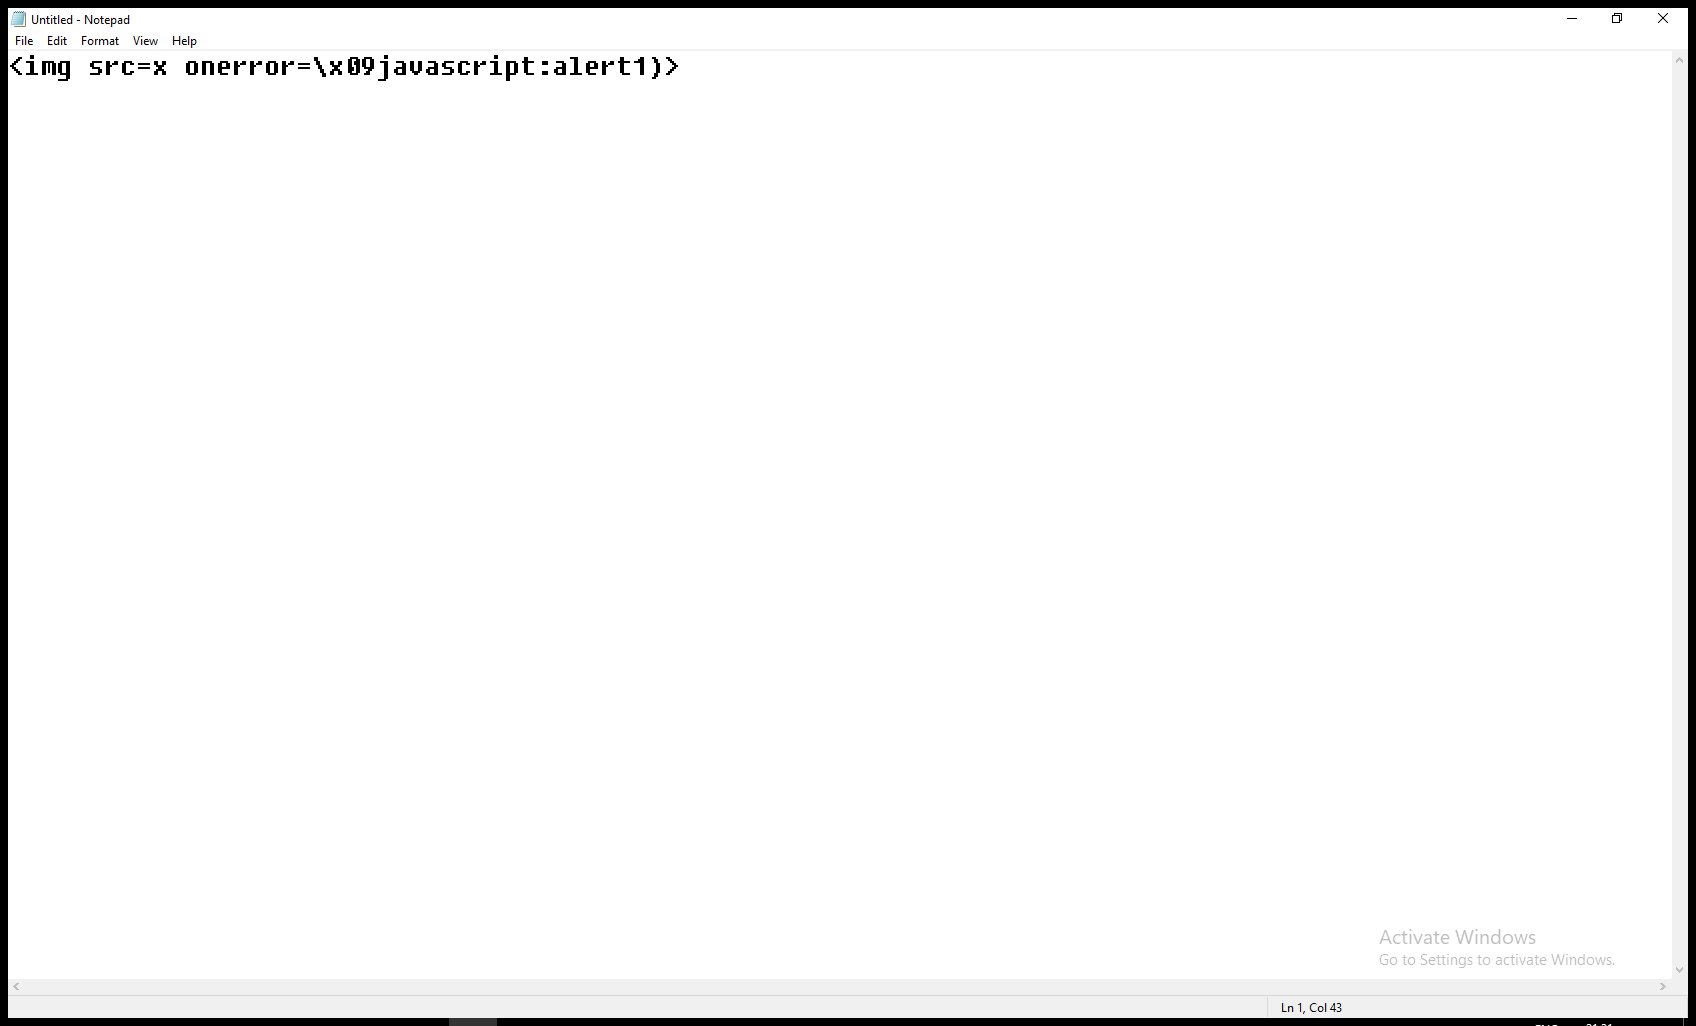 Untitled - Notepad
File Edit Format View Help
<img src=x onerror=\x09javascript:alert1)>
Activate Windows
Go to Settings to activate Windows.
Ln 1, Col 43